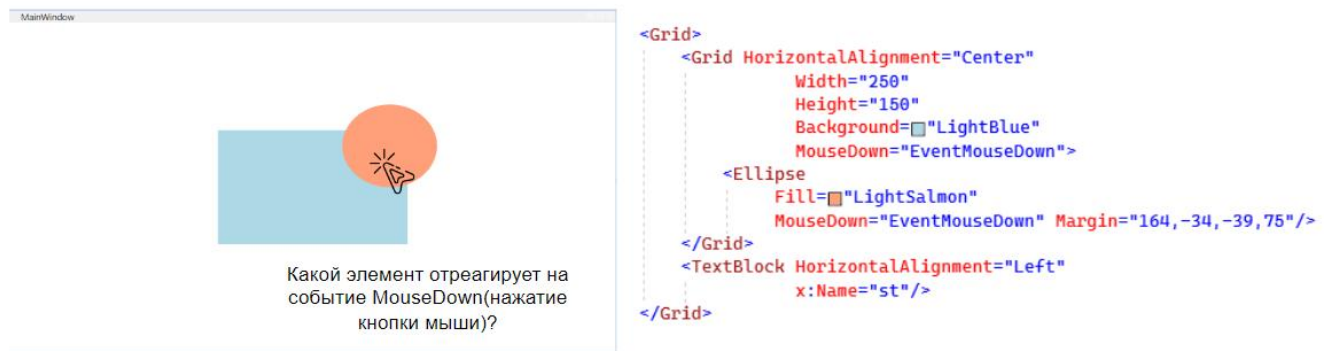 MainWindow
Какой элемент отреагирует на
событие MouseDown(нажатие
кнопки мыши)?
<Grid>
<Grid HorizontalAlignment="Center"
Width="250"
Height="150"
Background="LightBlue"
MouseDown="EventMouseDown">
<Ellipse
Fill="LightSalmon"
MouseDown="EventMouseDown" Margin="164,-34,-39,75"/>
</Grid>
<TextBlock HorizontalAlignment="Left"
x:Name="st"/>
</Grid>